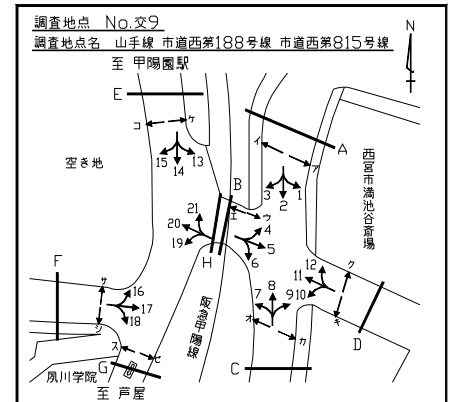 調査地点 No.交9
調査地点名 山手線 市道西第188号線 市道西第815号線
至 甲陽園駅
N
E
コ
ケ
A
イ
ア
15
14
13
空き地
西宮市満池谷斎場
3
2
1
B
エ
ウ
21
20
19
4
5
6
H
F
サ
シ
16
17
18
12
11
10
ク
キ
7
8
9
オ
カ
阪急甲陽線
D
C
ス
ヒ
G
夙川学院
至 芦屋